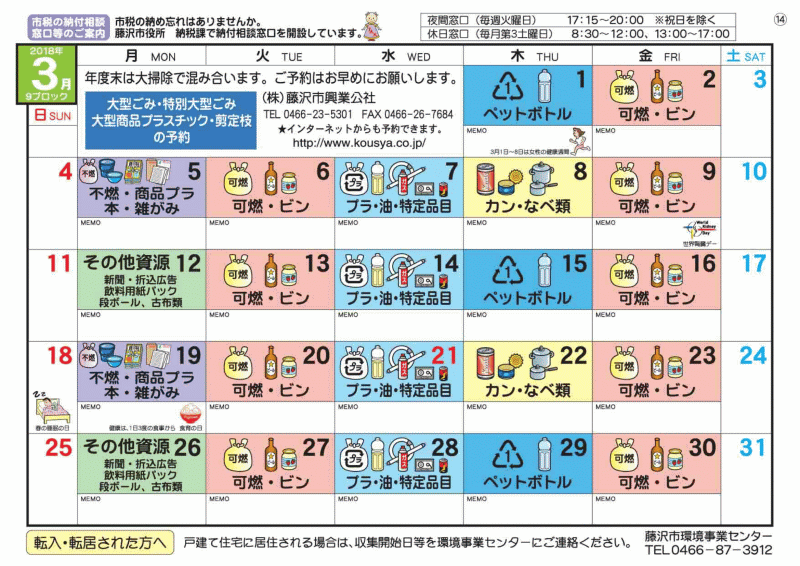 市税の納付相談
窓口等のご案内
市税の納め忘れはありませんか。
藤沢市役所 納税課で納付相談窓口を開設しています。
夜間窓口（毎週火曜日） 17:15～20:00 ※祝日を除く
休日窓口（毎月第3土曜日） 8:30～12:00、13:00～17:00
⑭
2018年
3月
9ブロック
日 SUN
月 MON
火 TUE
水 WED
木 THU
金 FRI
土 SAT
年度末は大掃除で混み合います。ご予約はお早めにお願いします。
大型ごみ・特別大型ごみ
大型商品プラスチック・剪定枝
の予約
（株）藤沢市興業公社
TEL 0466-23-5301 FAX 0466-26-7684
★インターネットからも予約できます。
http://www.kousya.co.jp/
1
1
ペットボトル
MEMO
3月1日～8日は女性の健康週間
可燃
2
可燃・ビン
MEMO
3
4
不燃
5
不燃・商品プラ
本・雑がみ
MEMO
可燃
6
可燃・ビン
MEMO
プラ
7
プラ・油・特定品目
MEMO
8
カン・なべ類
MEMO
可燃
9
可燃・ビン
MEMO
World
Kidney
Day
世界腎臓デー
10
11
その他資源 12
新聞・折込広告
飲料用紙パック
段ボール、古布類
MEMO
可燃
13
可燃・ビン
MEMO
プラ
14
プラ・油・特定品目
MEMO
1
15
ペットボトル
MEMO
可燃
16
可燃・ビン
MEMO
17
18
春の睡眠の日
不燃
19
不燃・商品プラ
本・雑がみ
MEMO
健康は、1日3度の食事から 食育の日
可燃
20
可燃・ビン
MEMO
プラ
21
プラ・油・特定品目
MEMO
22
カン・なべ類
MEMO
可燃
23
可燃・ビン
MEMO
24
25
その他資源 26
新聞・折込広告
飲料用紙パック
段ボール、古布類
MEMO
可燃
27
可燃・ビン
MEMO
プラ
28
プラ・油・特定品目
MEMO
1
29
ペットボトル
MEMO
可燃
30
可燃・ビン
MEMO
31
転入・転居された方へ
戸建て住宅に居住される場合は、収集開始日等を環境事業センターにご連絡ください。
藤沢市環境事業センター
TEL0466-87-3912